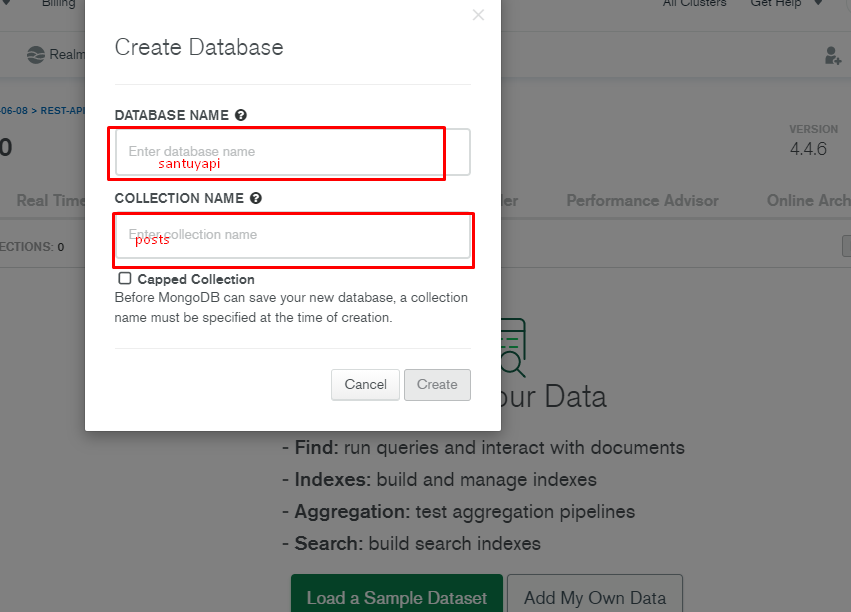 Billing
All Clusters Get Help
×
Create Database
Realm
-06-08 > REST-API
DATABASE NAME
Enter database name
santuyapi
0
VERSION
4.4.6
COLLECTION NAME
Real Time
ler
Performance Advisor
Online Arch
Enter collection name
posts
ECTIONS: 0
Capped Collection
Before MongoDB can save your new database, a collection
name must be specified at the time of creation.
Cancel
Create
our Data
- Find: run queries and interact with documents
- Indexes: build and manage indexes
- Aggregation: test aggregation pipelines
- Search: build search indexes
Load a Sample Dataset
Add My Own Data